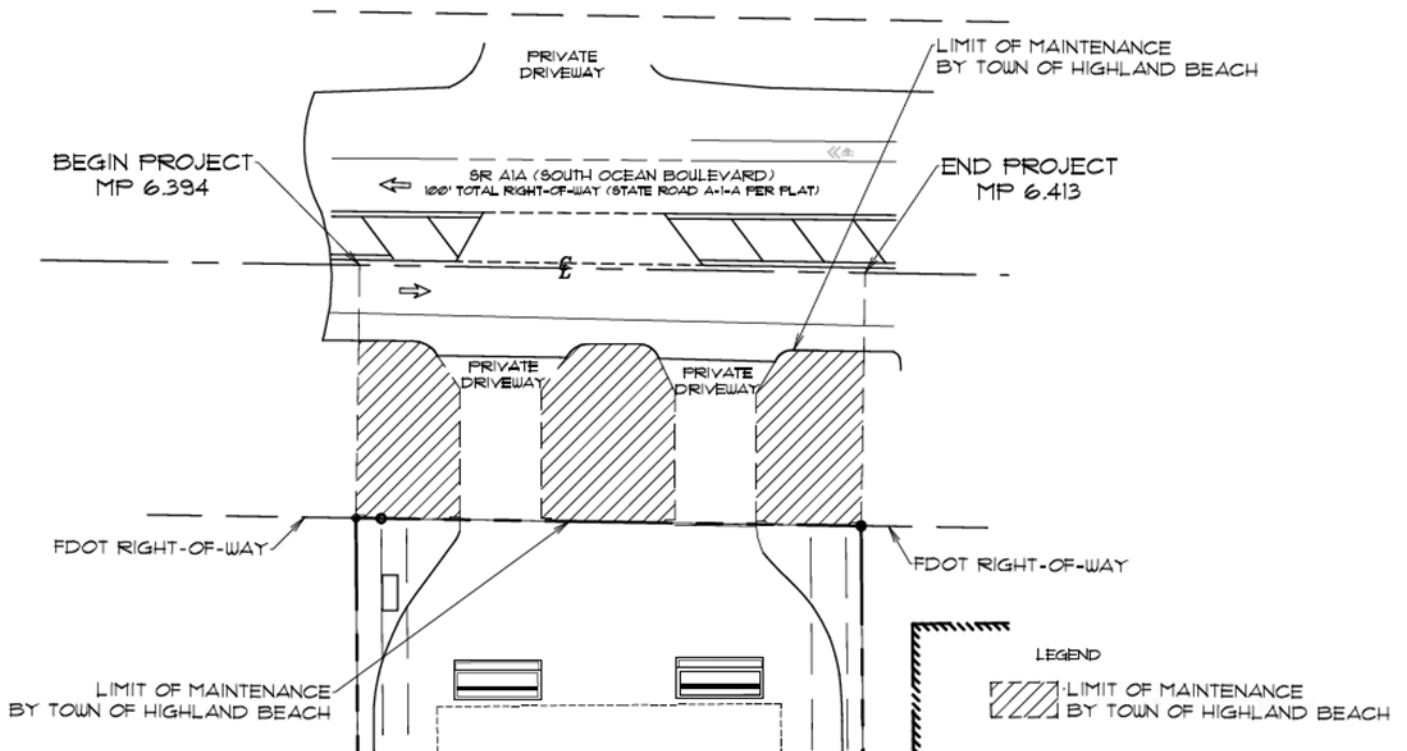 PRIVATE
DRIVEWAY
LIMIT OF MAINTENANCE
BY TOWN OF HIGHLAND BEACH
BEGIN PROJECT
MP 6.394
SR A1A (SOUTH OCEAN BOULEVARD)
100' TOTAL RIGHT-OF-WAY (STATE ROAD A-1-A PER PLAT)
END PROJECT
MP 6.413
CL
PRIVATE
DRIVEWAY
PRIVATE
DRIVEWAY
FDOT RIGHT-OF-WAY
FDOT RIGHT-OF-WAY
LIMIT OF MAINTENANCE
BY TOWN OF HIGHLAND BEACH
LEGEND
LIMIT OF MAINTENANCE
BY TOWN OF HIGHLAND BEACH